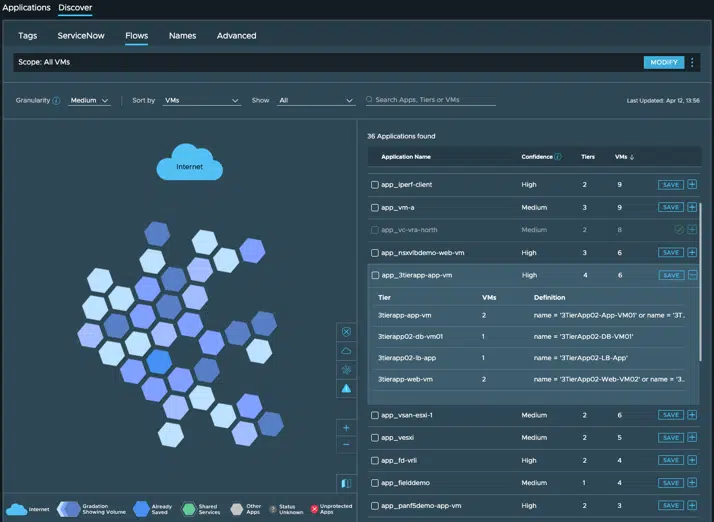 Applications Discover
Tags ServiceNow Flows Names Advanced
Scope: All VMs MODIFY
Granularity Medium Sort by VMs Show All Search Apps, Tiers or VMs Last Updated: Apr 12, 13:56
Internet
36 Applications found
Application Name Confidence Tiers VMs
app_iperf-client High 2 9 SAVE
app_vm-a Medium 3 9 SAVE
app_vc-vra-north Medium 2 8
app_nsxvlbdemo-web-vm High 3 6 SAVE
app_3tierapp-app-vm High 4 6 SAVE
Tier VMs Definition
3tierapp-app-vm 2 name = '3TierApp02-App-VM01' or name = '3T...
3tierapp02-db-vm01 1 name = '3TierApp02-DB-VM01'
3tierapp02-lb-app 1 name = '3TierApp02-LB-App'
3tierapp-web-vm 2 name = '3TierApp02-Web-VM02' or name = '3...
app_vsan-esxi-1 Medium 2 6 SAVE
app_vesxi Medium 2 5 SAVE
app_fd-vrli High 2 4 SAVE
app_fielddemo Medium 1 4 SAVE
app_panf5demo-app-vm High 2 3 SAVE
Internet
Gradation
Showing Volume
Already
Saved
Shared
Services
Other
Apps
Status
Unknown
Unprotected
Apps